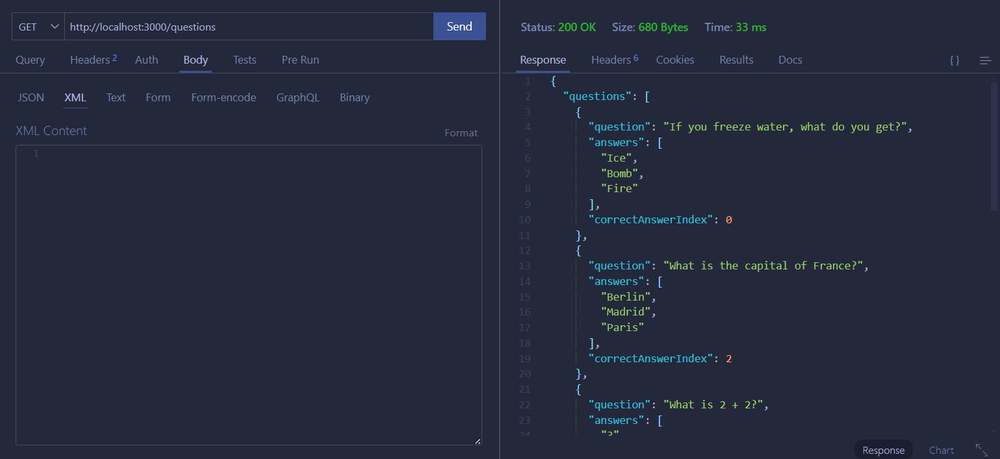 GET http://localhost:3000/questions Send
Query Headers 2 Auth Body Tests Pre Run
JSON XML Text Form Form-encode GraphQL Binary
XML Content Format
1
Status: 200 OK Size: 680 Bytes Time: 33 ms
Response Headers 6 Cookies Results Docs {}
1 {
2 "questions": [
3 {
4 "question": "If you freeze water, what do you get?",
5 "answers": [
6 "Ice",
7 "Bomb",
8 "Fire"
9 ],
10 "correctAnswerIndex": 0
11 },
12 {
13 "question": "What is the capital of France?",
14 "answers": [
15 "Berlin",
16 "Madrid",
17 "Paris"
18 ],
19 "correctAnswerIndex": 2
20 },
21 {
22 "question": "What is 2 + 2?",
23 "answers": [
24
Response Chart